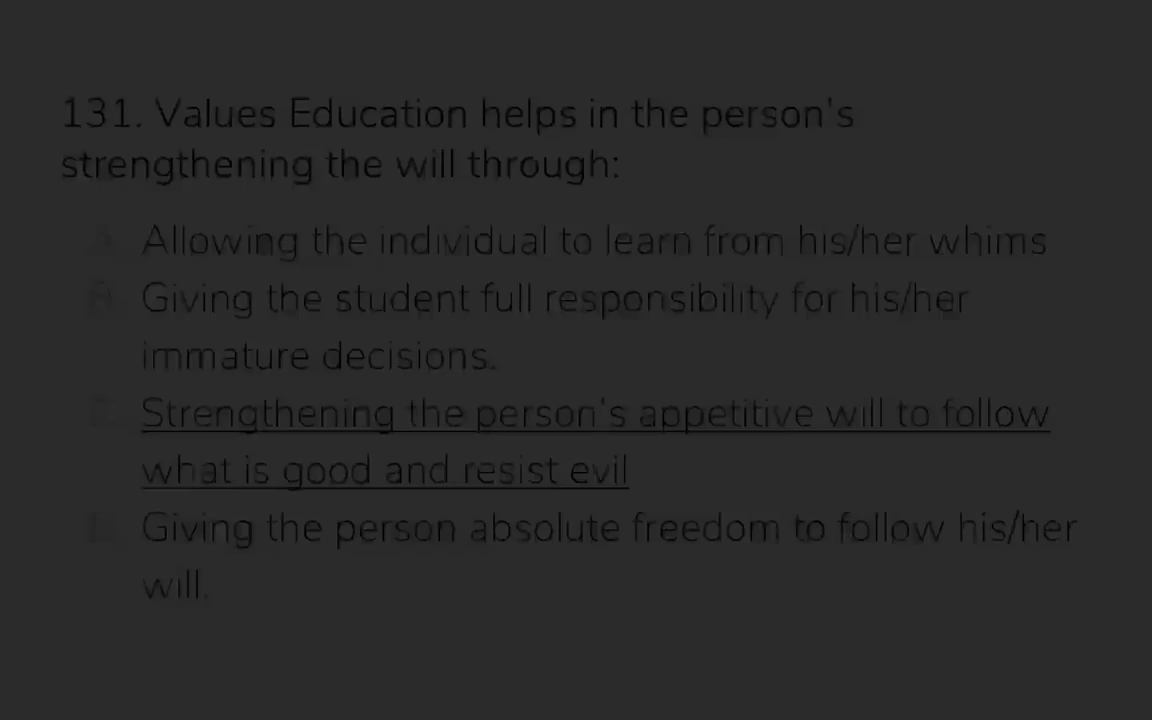 131. Values Education helps in the person's
strengthening the will through:
A. Allowing the individual to learn from his/her whims
B. Giving the student full responsibility for his/her
immature decisions.
C. Strengthening the person's appetitive will to follow
what is good and resist evil
D. Giving the person absolute freedom to follow his/her
will.